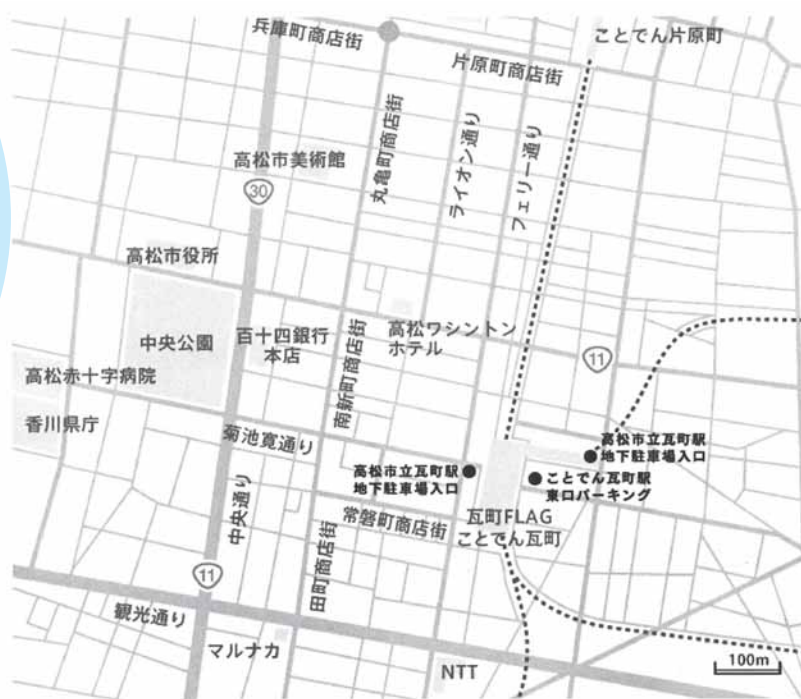 兵庫町商店街
ことでん片原町
片原町商店街
丸亀町商店街
ライオン通り
フェリー通り
高松市美術館
30
高松市役所
中央公園
百十四銀行
本店
高松ワシントン
ホテル
南新町商店街
11
高松赤十字病院
香川県庁
菊池寛通り
高松市立瓦町駅
地下駐車場入口
高松市立瓦町駅
地下駐車場入口
ことでん瓦町駅
東口パーキング
中央通り
常磐町商店街
瓦町FLAG
ことでん瓦町
田町商店街
11
観光通り
マルナカ
NTT
100m